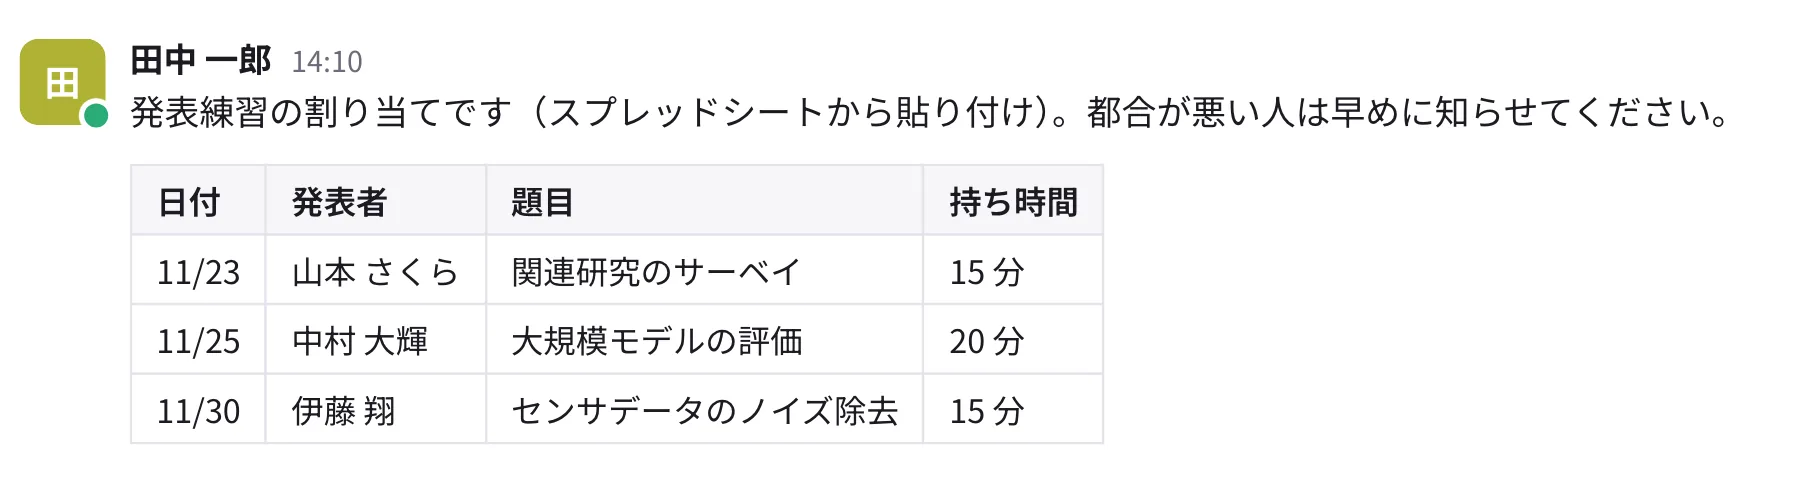 田
田中 一郎 14:10
発表練習の割り当てです（スプレッドシートから貼り付け）。都合が悪い人は早めに知らせてください。
日付 発表者 題目 持ち時間
11/23 山本 さくら 関連研究のサーベイ 15 分
11/25 中村 大輝 大規模モデルの評価 20 分
11/30 伊藤 翔 センサデータのノイズ除去 15 分